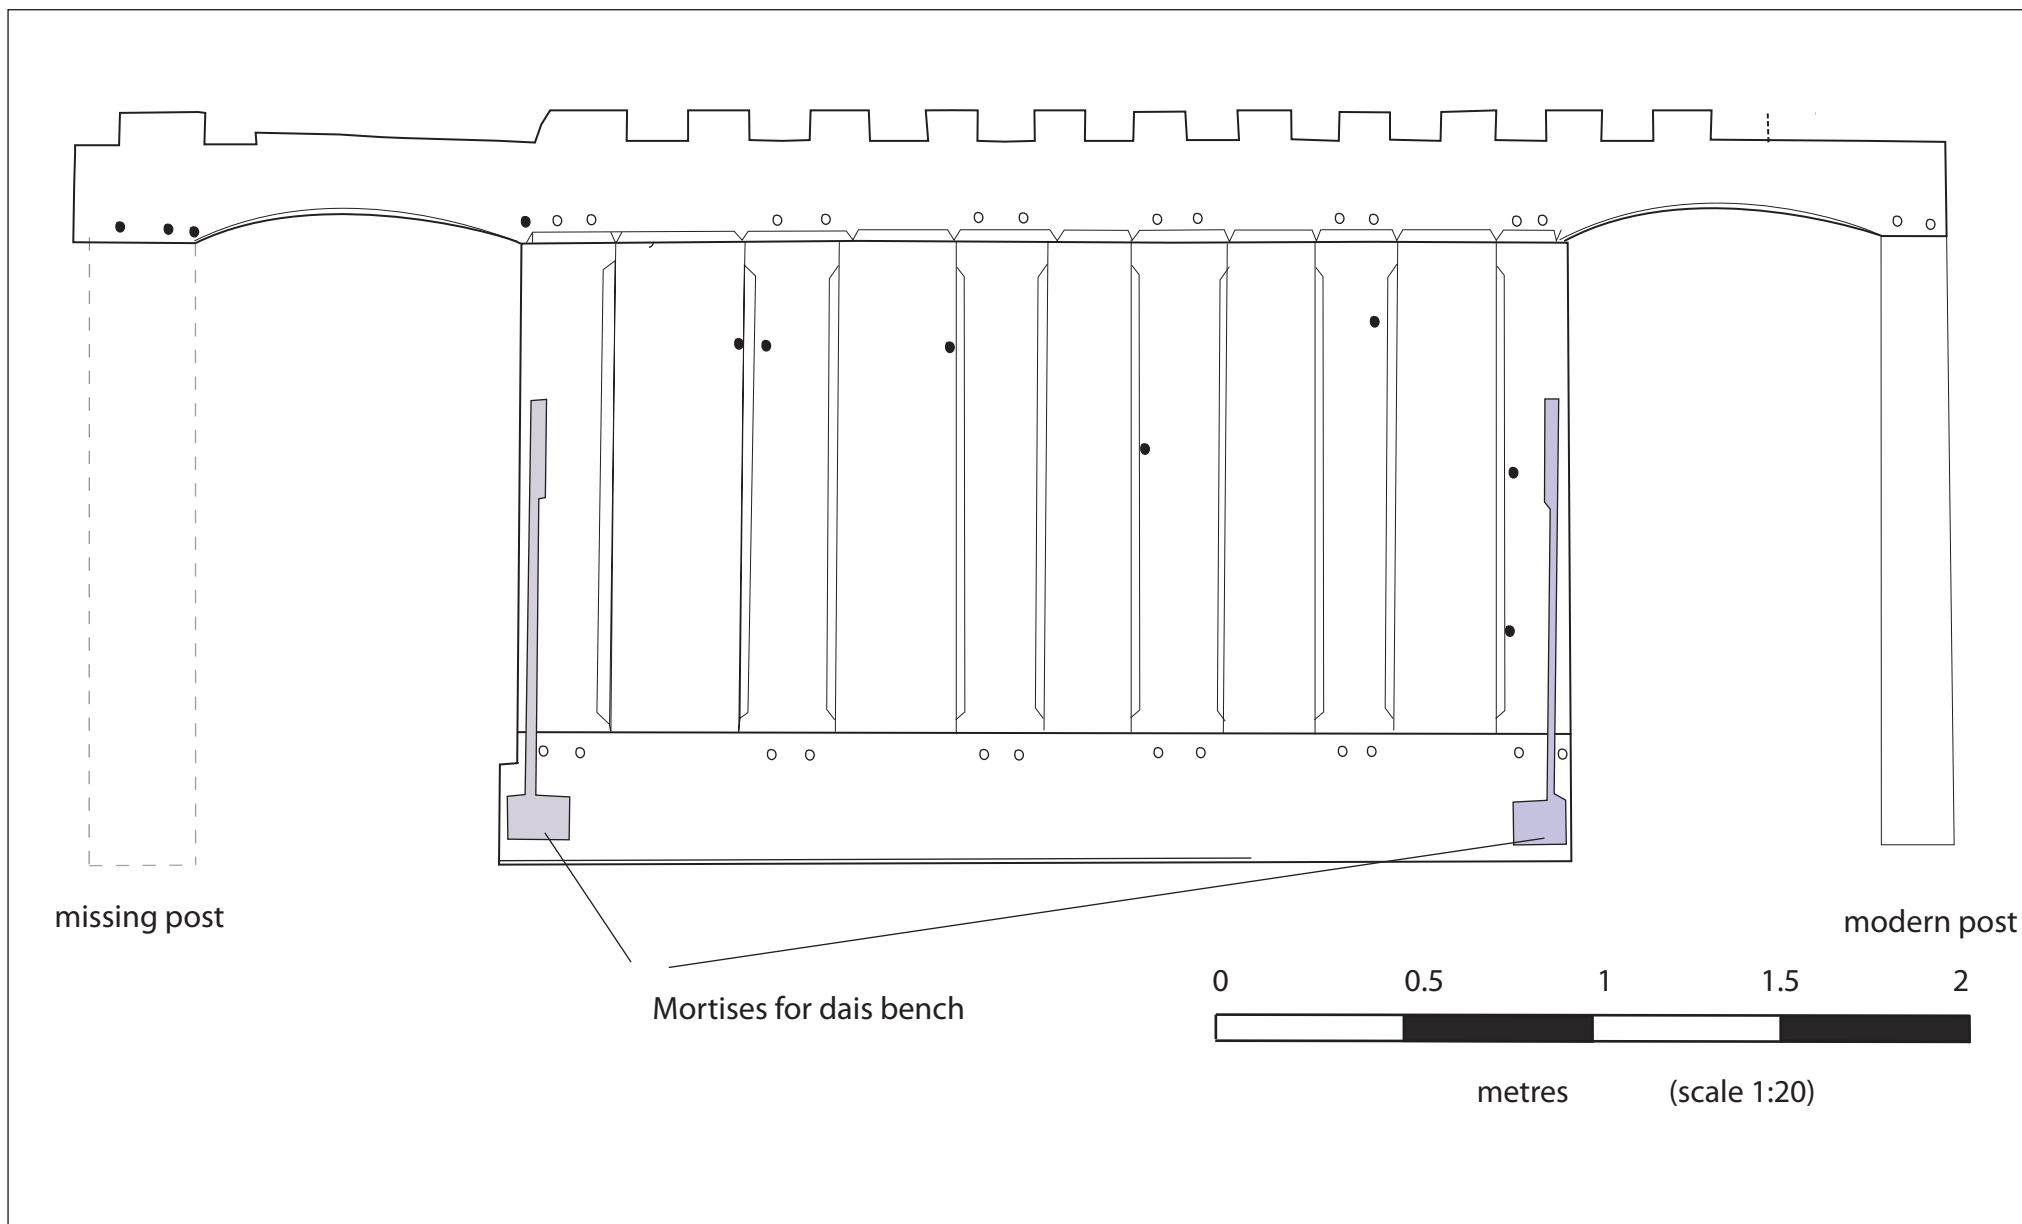 missing post
modern post
Mortises for dais bench
0 0.5 1 1.5 2
metres (scale 1:20)